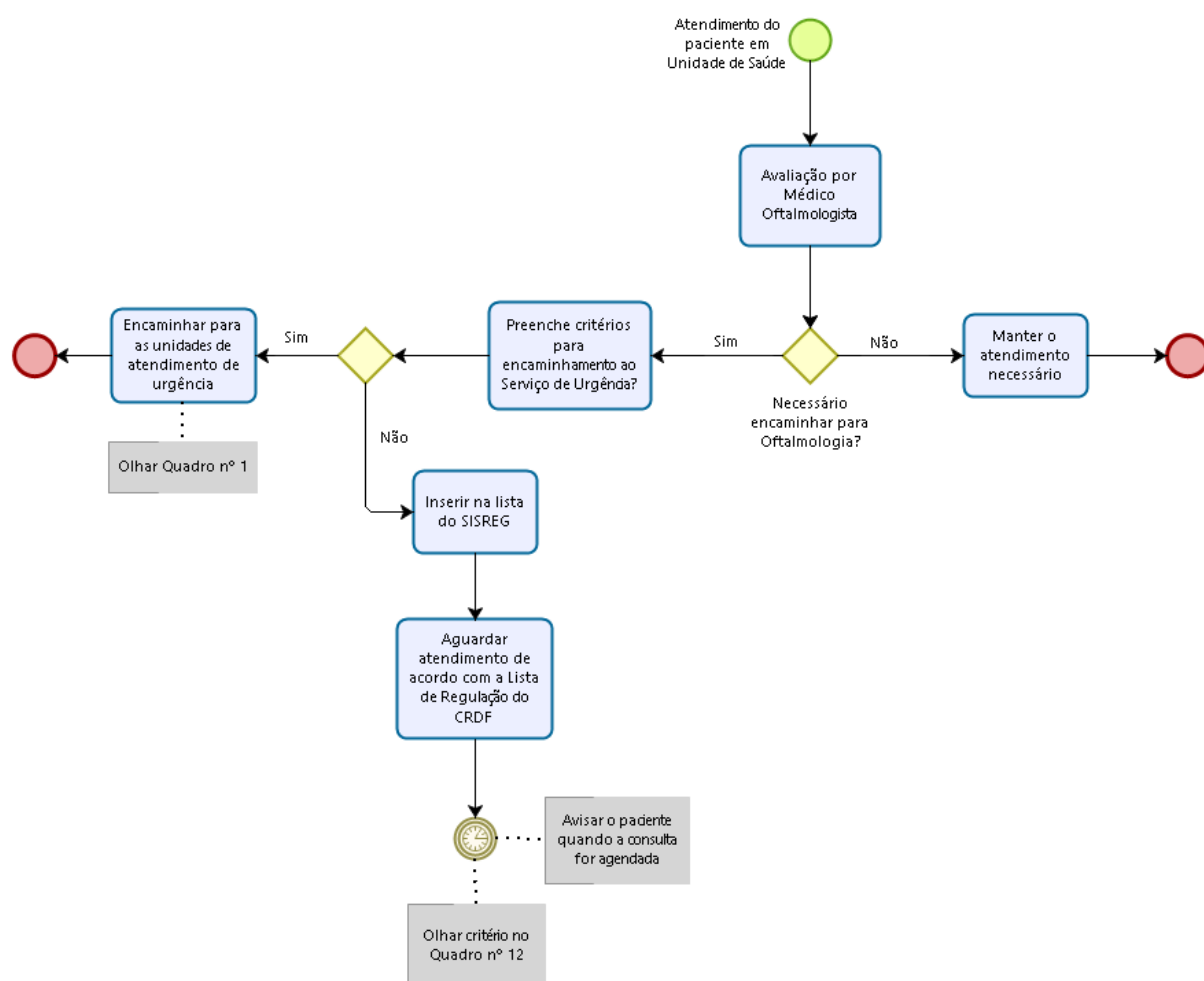 Atendimento do
paciente em
Unidade de Saúde
Avaliação por
Médico
Oftalmologista
Encaminhar para
as unidades de
atendimento de
urgência
Sim
Preenche critérios
para
encaminhamento ao
Serviço de Urgência?
Sim
Não
Manter o
atendimento
necessário
Necessário
encaminhar para
Oftalmologia?
Olhar Quadro nº 1
Não
Inserir na lista
do SISREG
Aguardar
atendimento de
acordo com a Lista
de Regulação do
CRDF
Avisar o paciente
quando a consulta
for agendada
Olhar critério no
Quadro nº 12